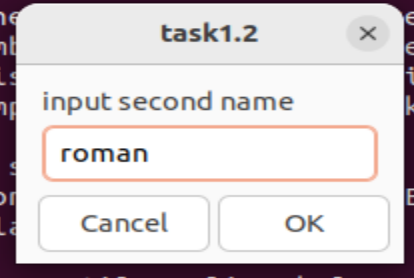 task1.2
input second name
roman
Cancel
OK